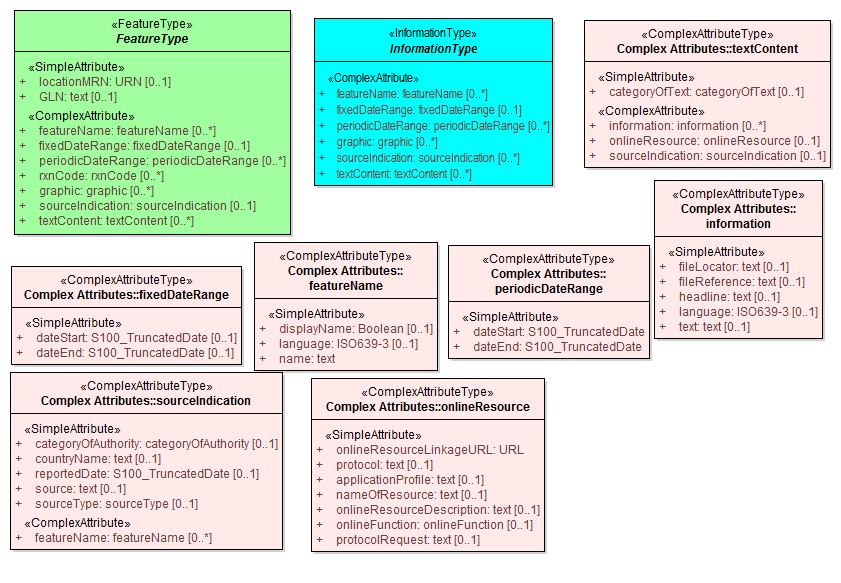 «FeatureType»
FeatureType
«SimpleAttribute»
+ locationMRN: URN [0..1]
+ GLN: text [0..1]
«ComplexAttribute»
+ featureName: featureName [0..*]
+ fixedDateRange: fixedDateRange [0..1]
+ periodicDateRange: periodicDateRange [0..*]
+ rxnCode: rxnCode [0..*]
+ graphic: graphic [0..*]
+ sourceIndication: sourceIndication [0..1]
+ textContent: textContent [0..*]
«InformationType»
InformationType
«ComplexAttribute»
+ featureName: featureName [0..*]
+ fixedDateRange: fixedDateRange [0..1]
+ periodicDateRange: periodicDateRange [0..*]
+ graphic: graphic [0..*]
+ sourceIndication: sourceIndication [0..*]
+ textContent: textContent [0..*]
«ComplexAttributeType»
Complex Attributes::textContent
«SimpleAttribute»
+ categoryOfText: categoryOfText [0..1]
«ComplexAttribute»
+ information: information [0..*]
+ onlineResource: onlineResource [0..1]
+ sourceIndication: sourceIndication [0..1]
«ComplexAttributeType»
Complex Attributes::
information
«SimpleAttribute»
+ fileLocator: text [0..1]
+ fileReference: text [0..1]
+ headline: text [0..1]
+ language: ISO639-3 [0..1]
+ text: text [0..1]
«ComplexAttributeType»
Complex Attributes::fixedDateRange
«SimpleAttribute»
+ dateStart: S100_TruncatedDate [0..1]
+ dateEnd: S100_TruncatedDate [0..1]
«ComplexAttributeType»
Complex Attributes::
featureName
«SimpleAttribute»
+ displayName: Boolean [0..1]
+ language: ISO639-3 [0..1]
+ name: text
«ComplexAttributeType»
Complex Attributes::
periodicDateRange
«SimpleAttribute»
+ dateStart: S100_TruncatedDate
+ dateEnd: S100_TruncatedDate
«ComplexAttributeType»
Complex Attributes::sourceIndication
«SimpleAttribute»
+ categoryOfAuthority: categoryOfAuthority [0..1]
+ countryName: text [0..1]
+ reportedDate: S100_TruncatedDate [0..1]
+ source: text [0..1]
+ sourceType: sourceType [0..1]
«ComplexAttribute»
+ featureName: featureName [0..*]
«ComplexAttributeType»
Complex Attributes::onlineResource
«SimpleAttribute»
+ onlineResourceLinkageURL: URL
+ protocol: text [0..1]
+ applicationProfile: text [0..1]
+ nameOfResource: text [0..1]
+ onlineResourceDescription: text [0..1]
+ onlineFunction: onlineFunction [0..1]
+ protocolRequest: text [0..1]